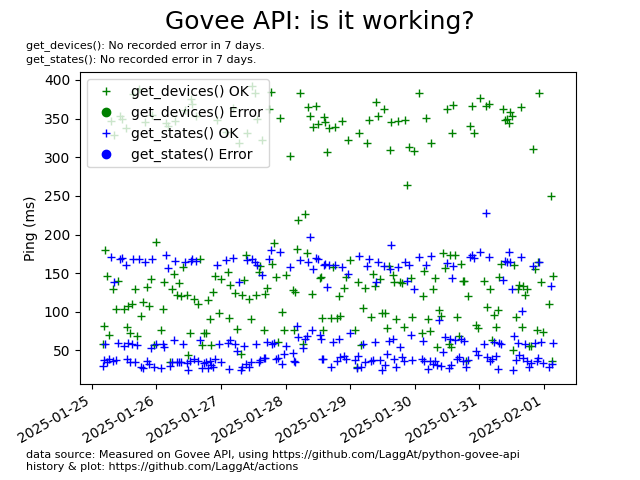 Govee API: is it working?
get_devices(): No recorded error in 7 days.
get_states(): No recorded error in 7 days.
400
350
300
250
200
150
100
50
Ping (ms)
get_devices() OK
get_devices() Error
get_states() OK
get_states() Error
2025-01-25
2025-01-26
2025-01-27
2025-01-28
2025-01-29
2025-01-30
2025-01-31
2025-02-01
data source: Measured on Govee API, using https://github.com/LaggAt/python-govee-api
history & plot: https://github.com/LaggAt/actions